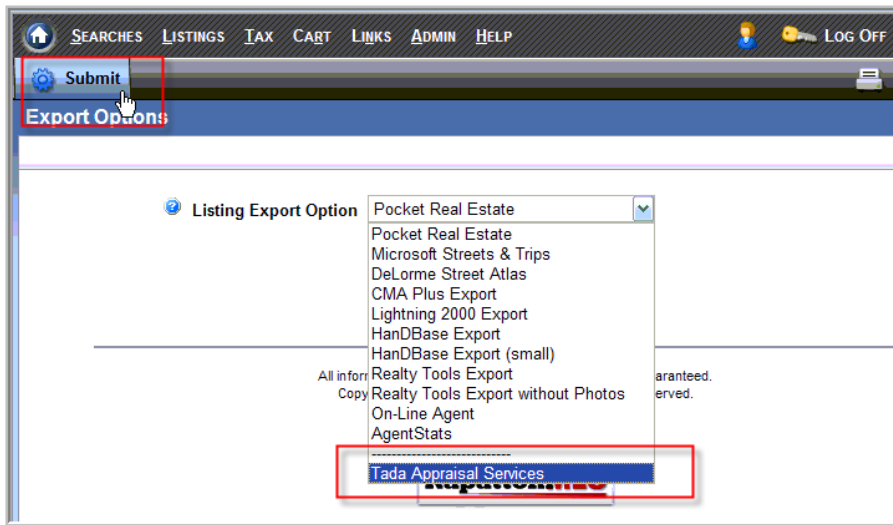 SEARCHES LISTINGS TAX CART LINKS ADMIN HELP LOG OFF
Submit
Export Options
Listing Export Option Pocket Real Estate
Pocket Real Estate
Microsoft Streets & Trips
DeLorme Street Atlas
CMA Plus Export
Lightning 2000 Export
HanDBase Export
HanDBase Export (small)
All infor Realty Tools Export aranteed.
Copy Realty Tools Export without Photos erved.
On-Line Agent
AgentStats
----------------------------
Tada Appraisal Services